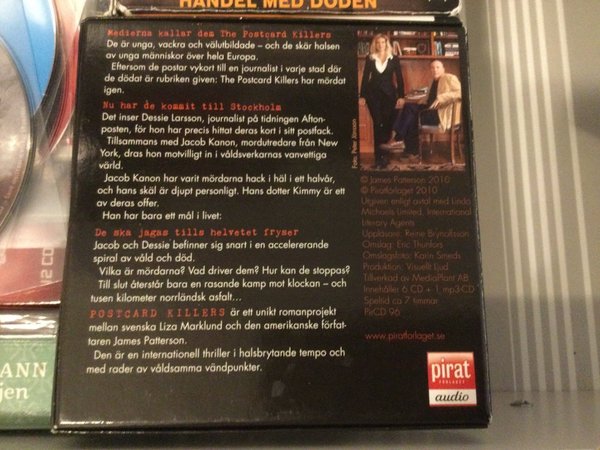 HANDEL MED DÖDEN
Medierna kallar dem The Postcard Killers
De är unga, vackra och välutbildade – och de skär halsen
av unga människor över hela Europa.
Eftersom de postar vykort till en journalist i varje stad där
de dödat är rubriken given: The Postcard Killers har mördat
igen.
Nu har de kommit till Stockholm
Det inser Dessie Larsson, journalist på tidningen Afton-
posten, för hon har precis hittat deras kort i sitt postfack.
Tillsammans med Jacob Kanon, mordutredare från New
York, dras hon motvilligt in i våldsverkarnas vanvettiga
värld.
Jacob Kanon har varit mördarna hack i häl i ett halvår,
och hans skäl är djupt personligt. Hans dotter Kimmy är ett
av deras offer.
Han har bara ett mål i livet:
De ska jagas tills helvetet fryser
Jacob och Dessie befinner sig snart i en accelererande
spiral av våld och död.
Vilka är mördarna? Vad driver dem? Hur kan de stoppas?
Till slut återstår bara en rasande kamp mot klockan – och
tusen kilometer norrländsk asfalt...
POSTCARD KILLERS är ett unikt romanprojekt
mellan svenska Liza Marklund och den amerikanske förfat-
taren James Patterson.
Den är en internationell thriller i halsbrytande tempo och
med rader av våldsamma vändpunkter.
Foto: Peter Jönsson
© James Patterson 2010
© Piratförlaget 2010
Utgiven enligt avtal med Linda
Michaels Limited, International
Literary Agents
Uppläsare: Reine Brynolfsson
Omslag: Eric Thunfors
Omslagsfoto: Karin Smeds
Produktion: Visuellt Ljud
Tillverkad av MediaPlant AB
Innehåller 6 CD + 1 mp3-CD
Speltid ca 7 timmar
PirCD 96
www.piratforlaget.se
pirat
FÖRLAGET
audio
12 CD
ANN
jen